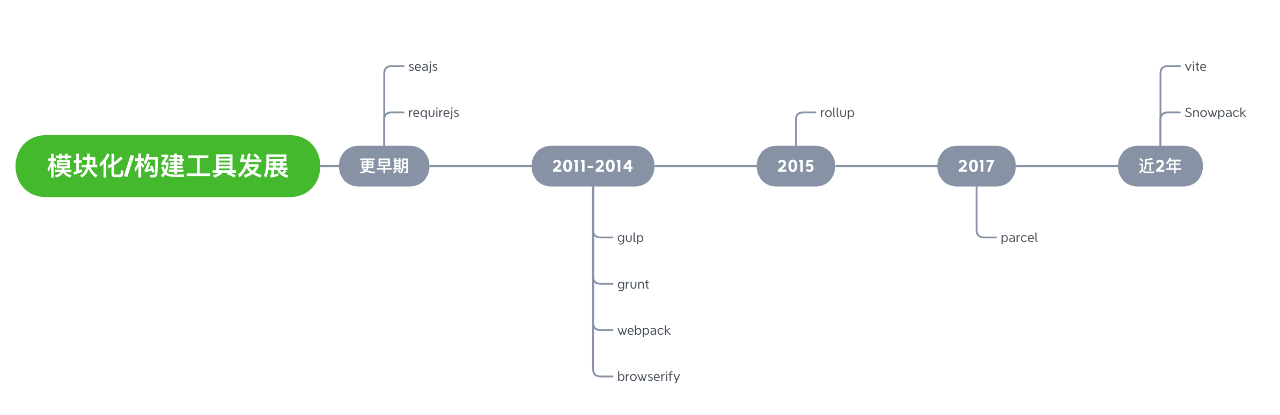 模块化/构建工具发展
更早期
seajs
requirejs
2011-2014
gulp
grunt
webpack
browserify
2015
rollup
2017
parcel
近2年
vite
Snowpack